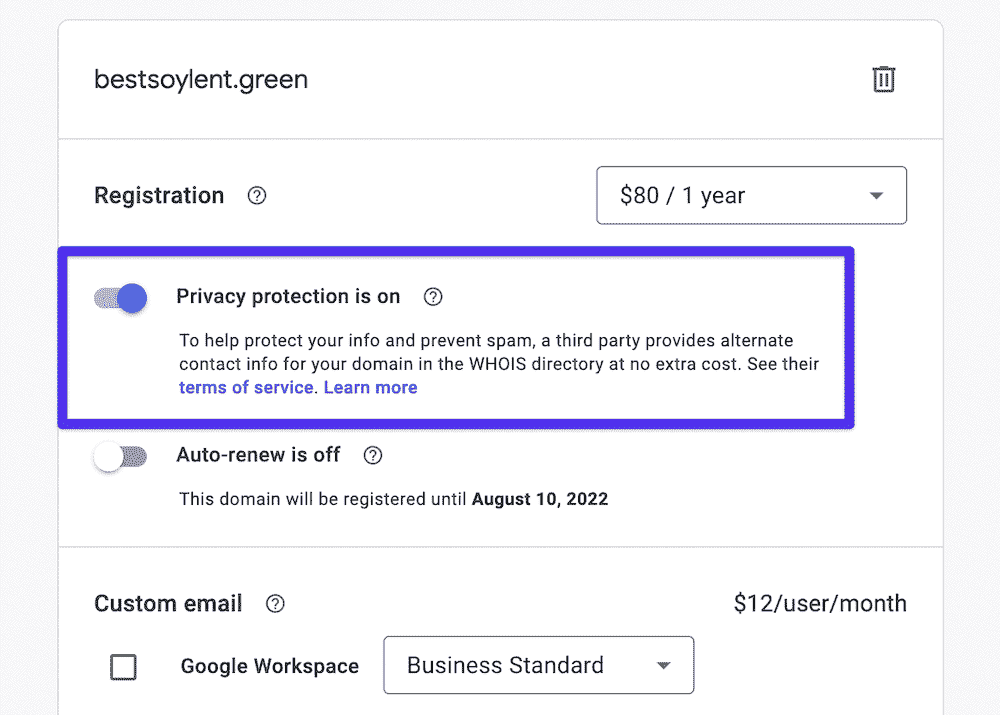 bestsoylent.green
Registration
$80 / 1 year
Privacy protection is on
To help protect your info and prevent spam, a third party provides alternate
contact info for your domain in the WHOIS directory at no extra cost. See their
terms of service. Learn more
Auto-renew is off
This domain will be registered until August 10, 2022
Custom email
$12/user/month
Google Workspace
Business Standard